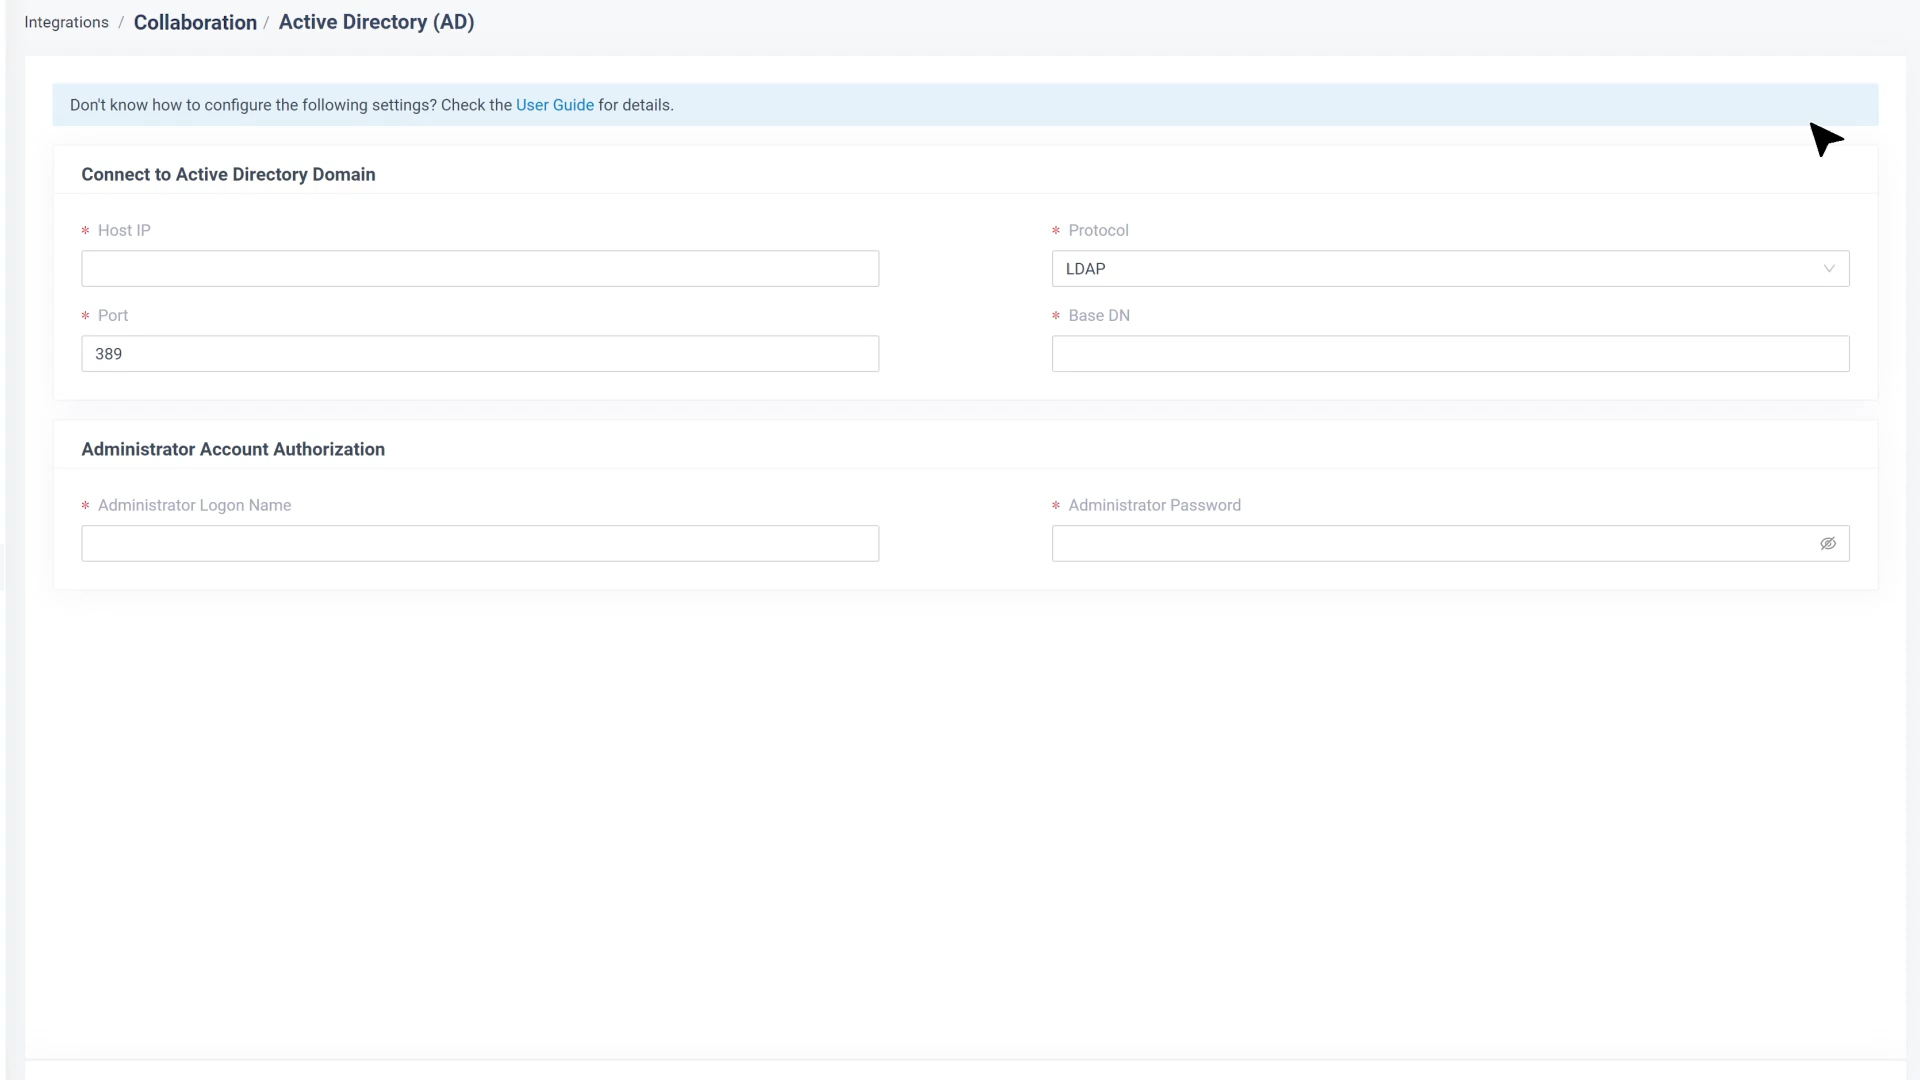 Integrations / Collaboration / Active Directory (AD)
Don't know how to configure the following settings? Check the User Guide for details.
Connect to Active Directory Domain
* Host IP
* Protocol
LDAP
* Port
* Base DN
389
Administrator Account Authorization
* Administrator Logon Name
* Administrator Password